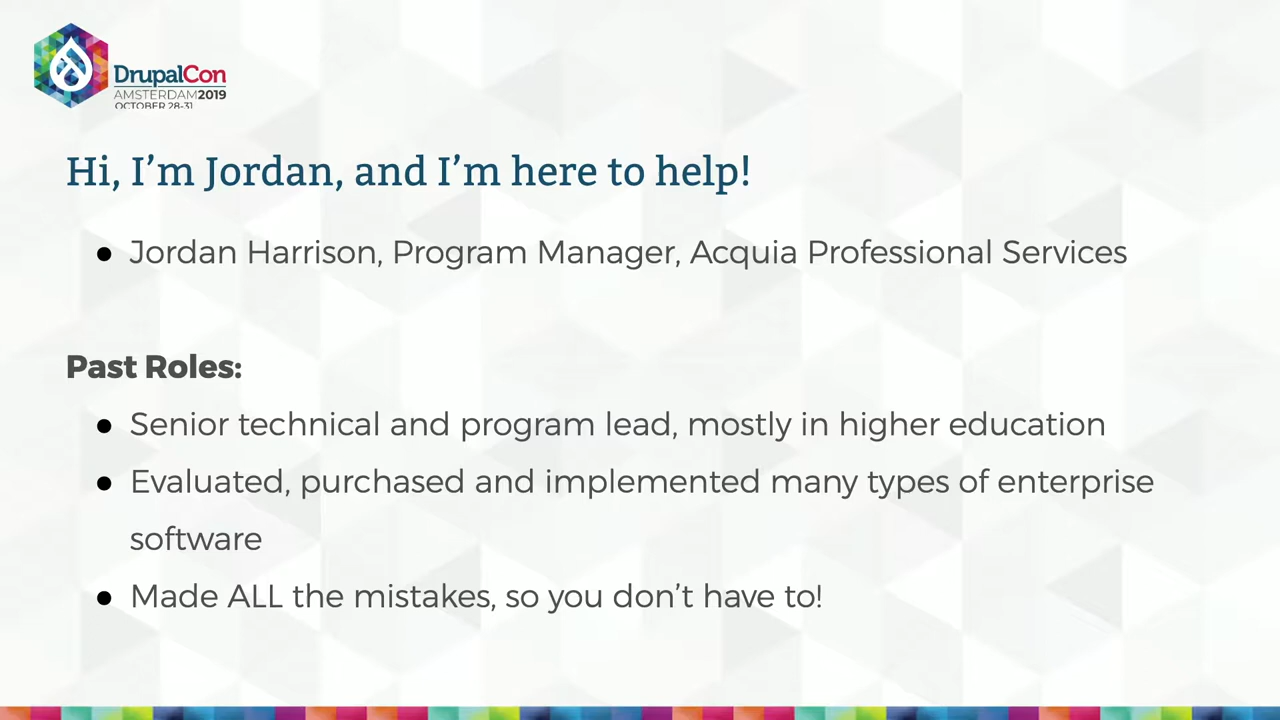 DrupalCon
AMSTERDAM2019
OCTOBER 28-31
Hi, I’m Jordan, and I’m here to help!
● Jordan Harrison, Program Manager, Acquia Professional Services
Past Roles:
● Senior technical and program lead, mostly in higher education
● Evaluated, purchased and implemented many types of enterprise
software
● Made ALL the mistakes, so you don’t have to!